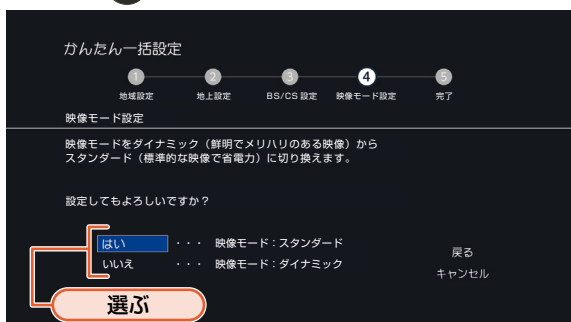 かんたん一括設定
1 2 3 4 5
地域設定 地上設定 BS/CS 設定 映像モード設定 完了
映像モード設定
映像モードをダイナミック（鮮明でメリハリのある映像）から
スタンダード（標準的な映像で省電力）に切り換えます。
設定してもよろしいですか？
はい ・・・ 映像モード：スタンダード
いいえ ・・・ 映像モード：ダイナミック
戻る
キャンセル
選ぶ